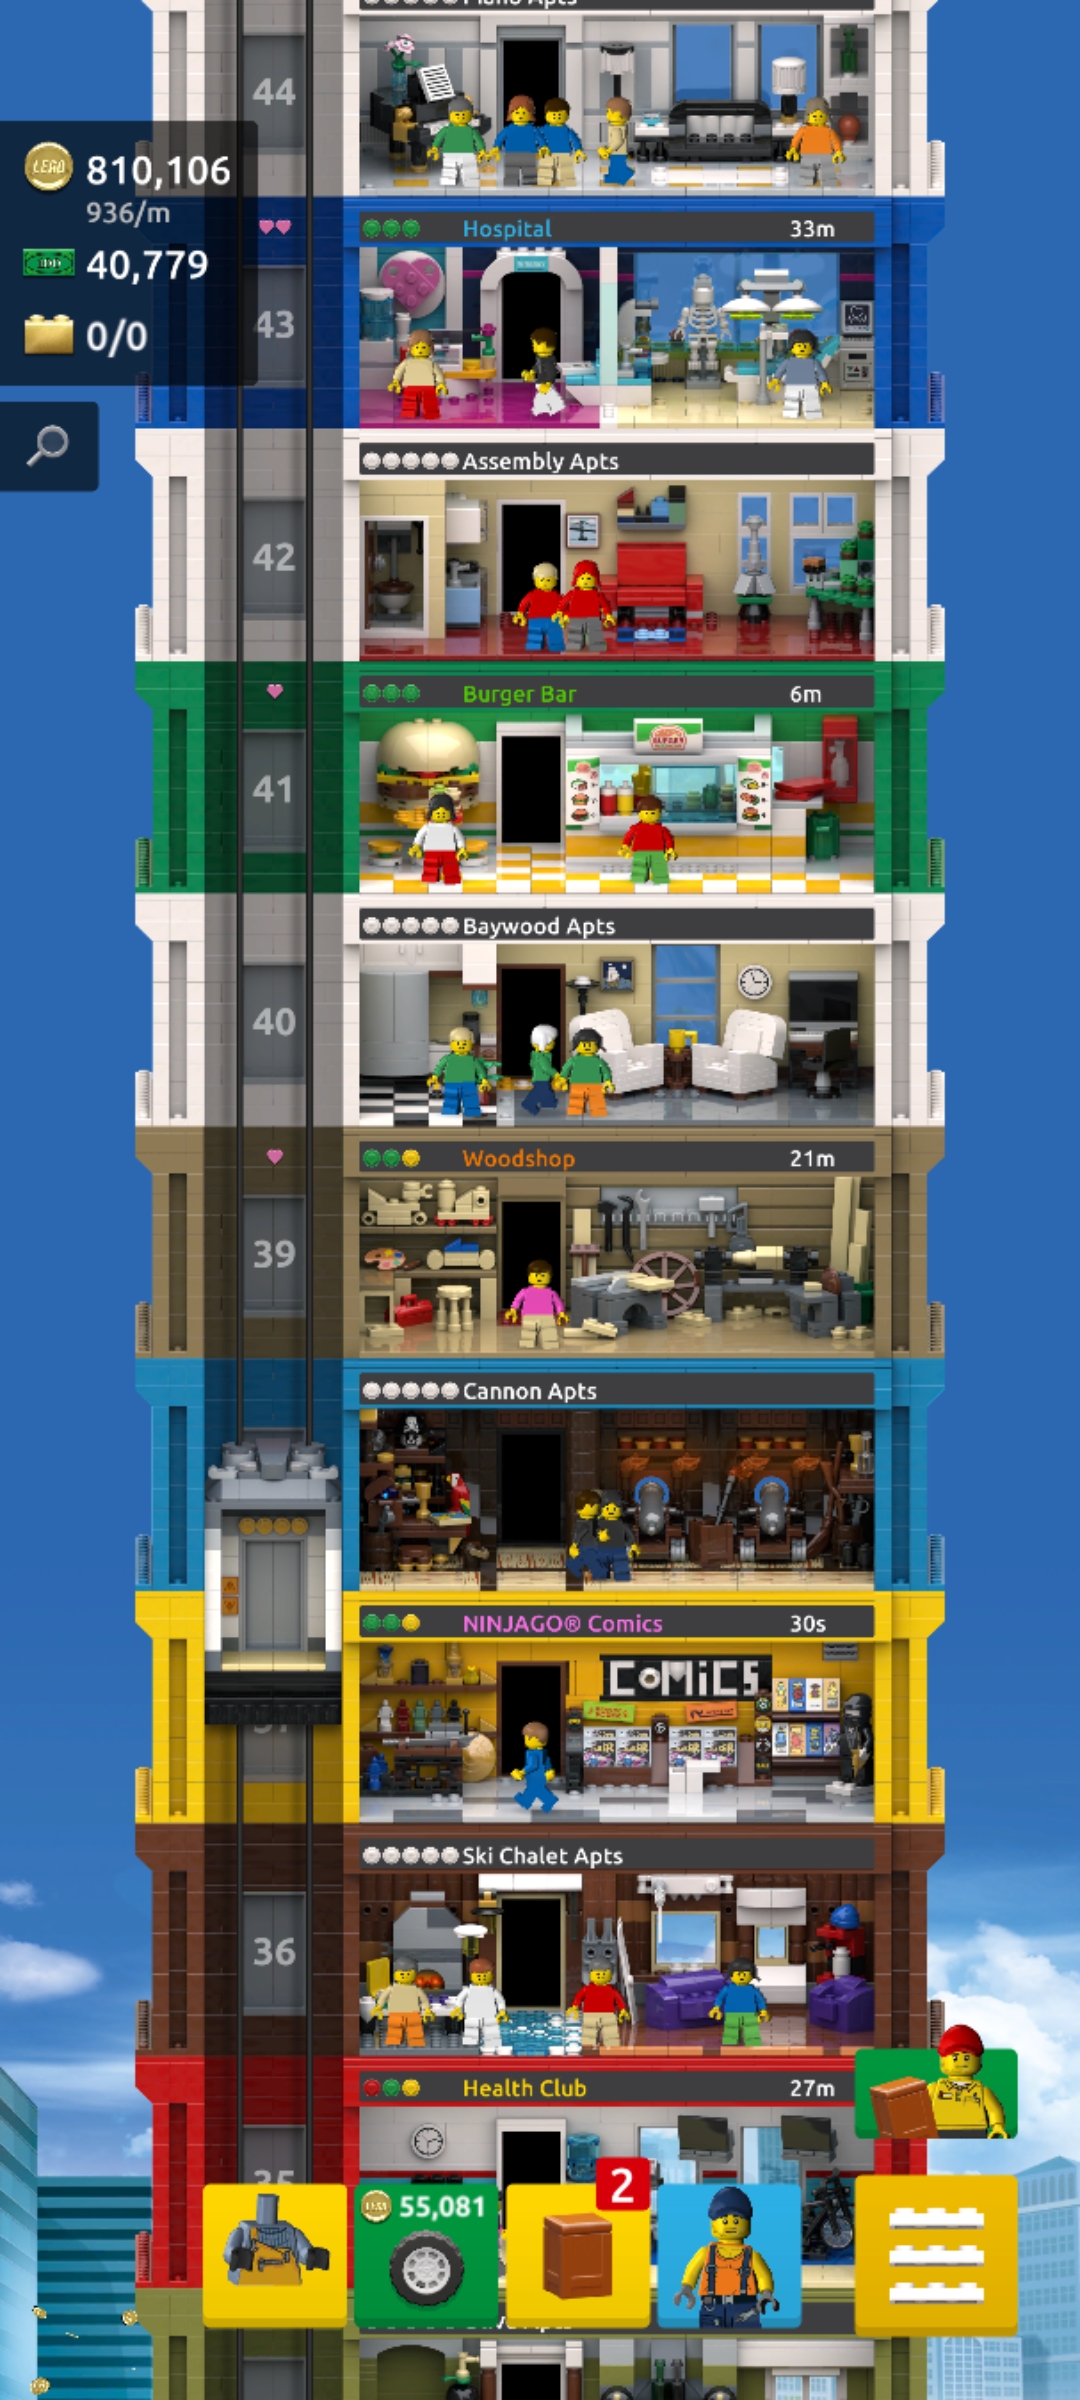 44
LEGO 810,106
936/m
40,779
0/0
Hospital 33m
43
Assembly Apts
42
Burger Bar 6m
41
Baywood Apts
40
Woodshop 21m
39
Cannon Apts
NINJAGO® Comics 30s
COMiCS
Ski Chalet Apts
36
Health Club 27m
35
2
55,081